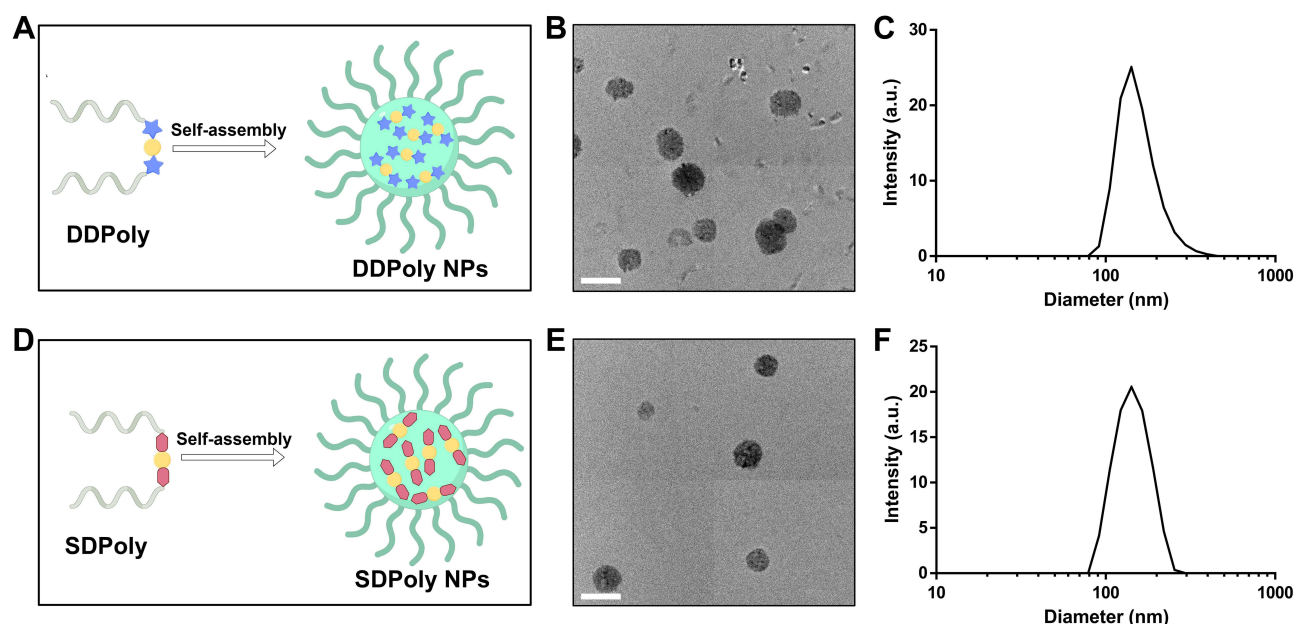 A
Self-assembly
DDPoly
DDPoly NPs
B
C
30
20
10
0
Intensity (a.u.)
10
100
1000
Diameter (nm)
D
Self-assembly
SDPoly
SDPoly NPs
E
F
25
20
15
10
5
0
Intensity (a.u.)
10
100
1000
Diameter (nm)